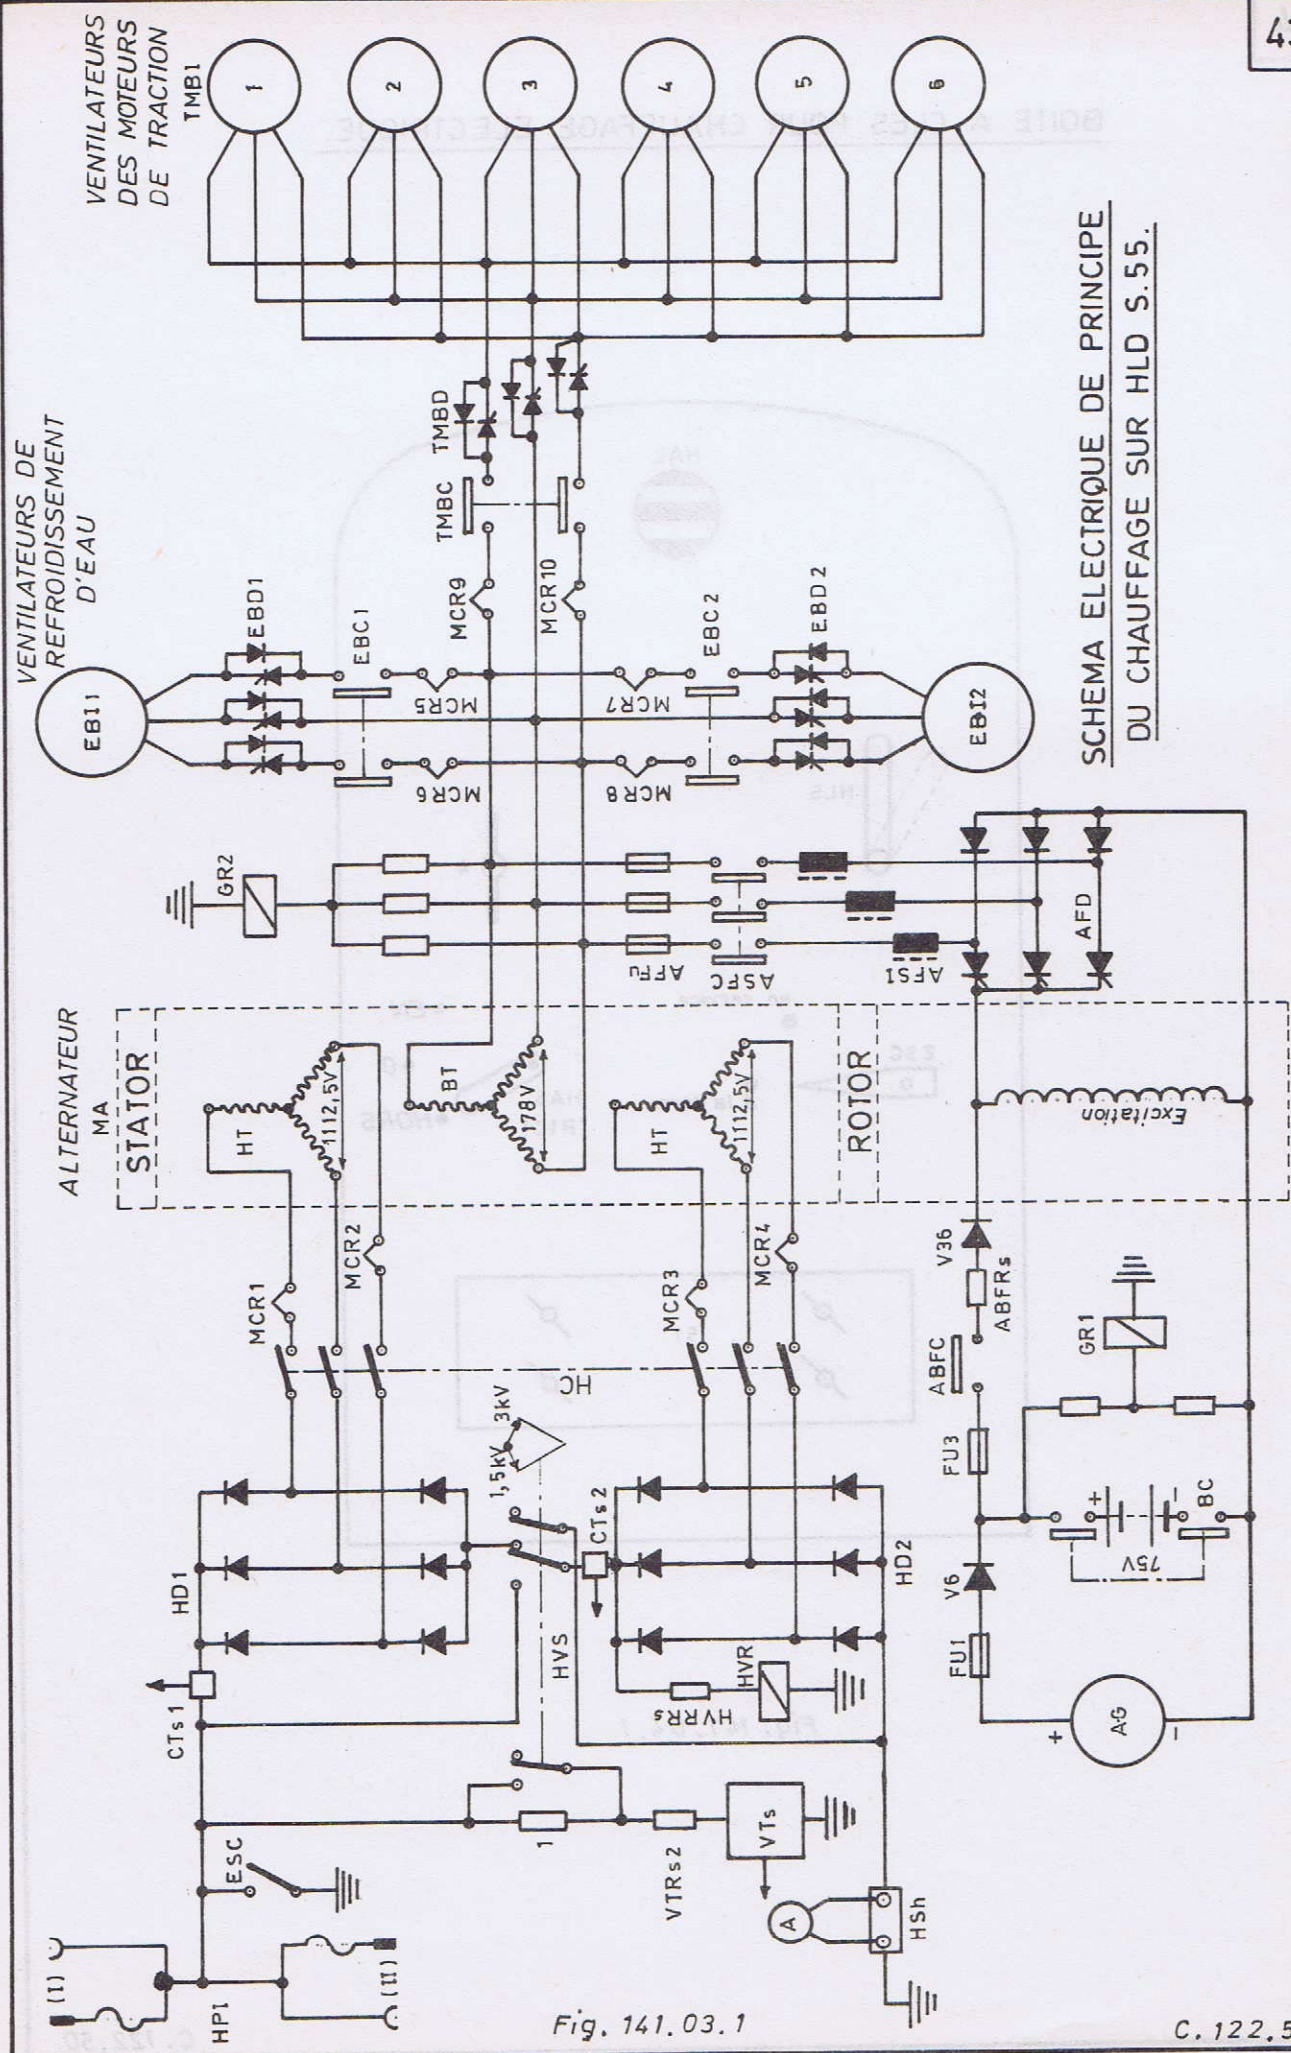 43
VENTILATEURS
DES MOTEURS
DE TRACTION
TMB1
1
2
3
4
5
6
VENTILATEURS DE
REFROIDISSEMENT
D'EAU
EBI1
EBD1
EBC1
MCR5
MCR6
MCR9
MCR10
TMBC
TMBD
MCR7
MCR8
EBC2
EBD2
EBI2
SCHEMA ELECTRIQUE DE PRINCIPE
DU CHAUFFAGE SUR HLD S.55.
GR2
AFFu
ASFC
AFS1
AFD
ALTERNATEUR
MA
STATOR
HT
1112,5V
BT
178V
HT
1112,5V
ROTOR
Excitation
MCR1
MCR2
MCR3
MCR4
HC
V36
ABFRs
ABFC
GR1
FU3
1,5kV
3kV
HD1
CTs1
HVS
CTs2
HD2
HVRRs
HVR
V6
FU1
75V
BC
+
-
AG
+
-
ESC
1
VTRs2
VTs
A
HSh
(I)
HP1
(II)
Fig. 141.03.1
C.122.5